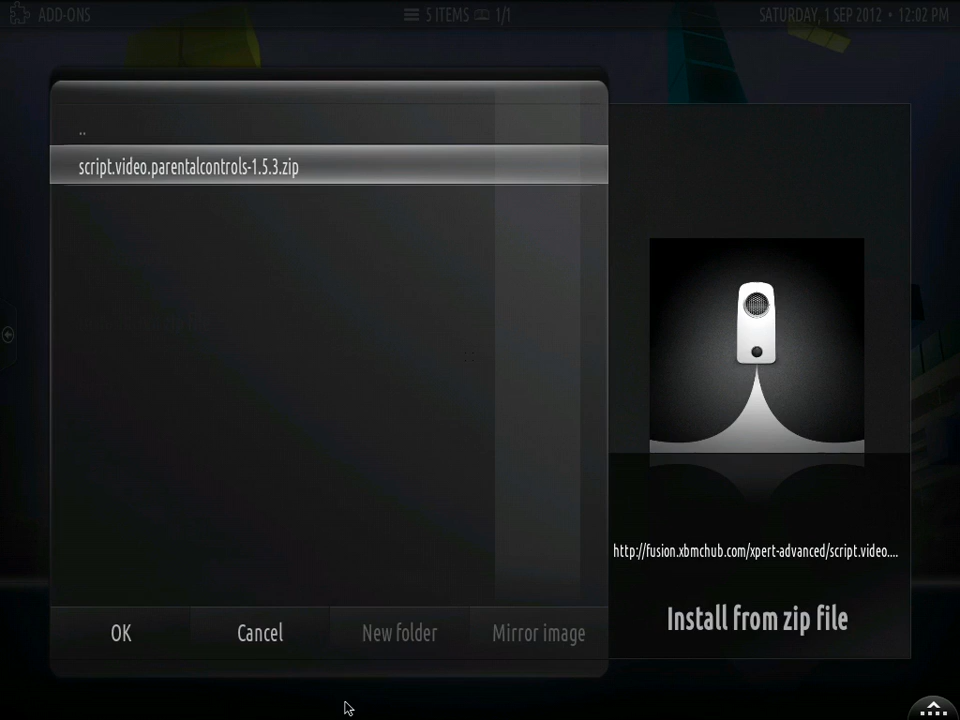 ADD-ONS
5 ITEMS 1/1
SATURDAY, 1 SEP 2012 • 12:02 PM
..
script.video.parentalcontrols-1.5.3.zip
http://fusion.xbmchub.com/xpert-advanced/script.video....
Install from zip file
OK
Cancel
New folder
Mirror image